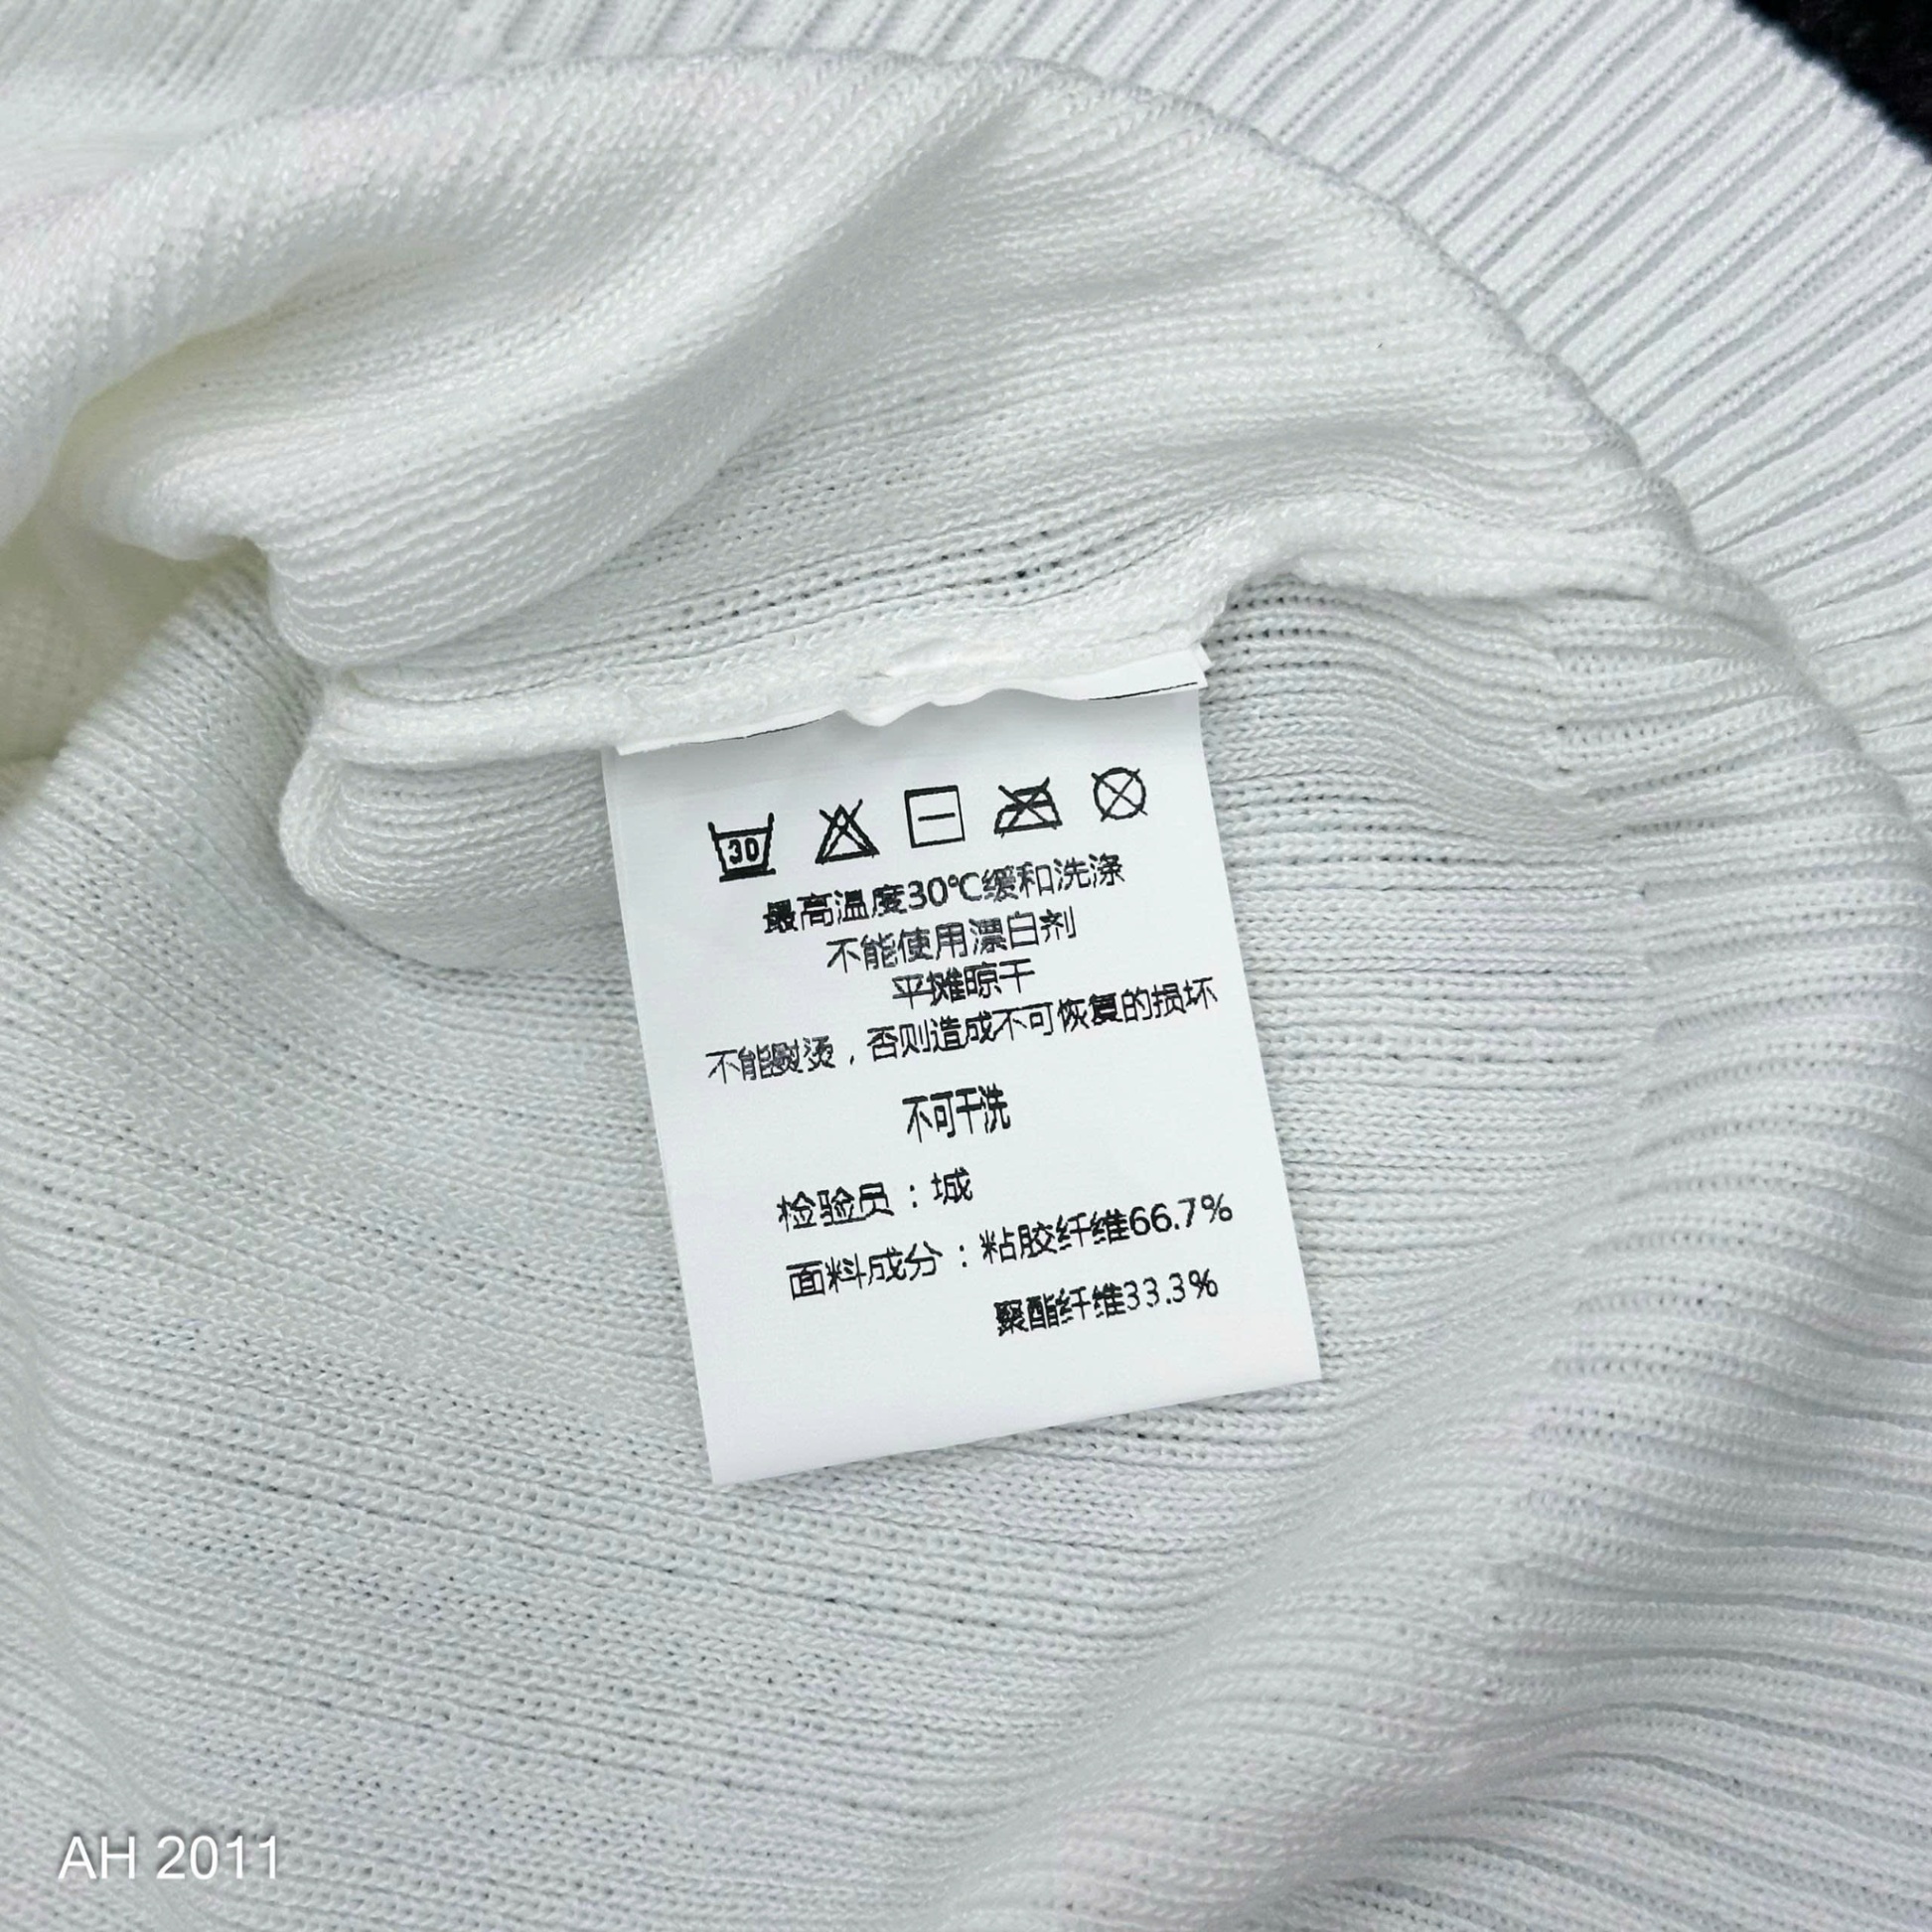 30
最高温度30℃缓和洗涤
不能使用漂白剂
平摊晾干
不能熨烫，否则造成不可恢复的损坏
不可干洗
检验员：城
面料成分：粘胶纤维66.7%
聚酯纤维33.3%
AH 2011